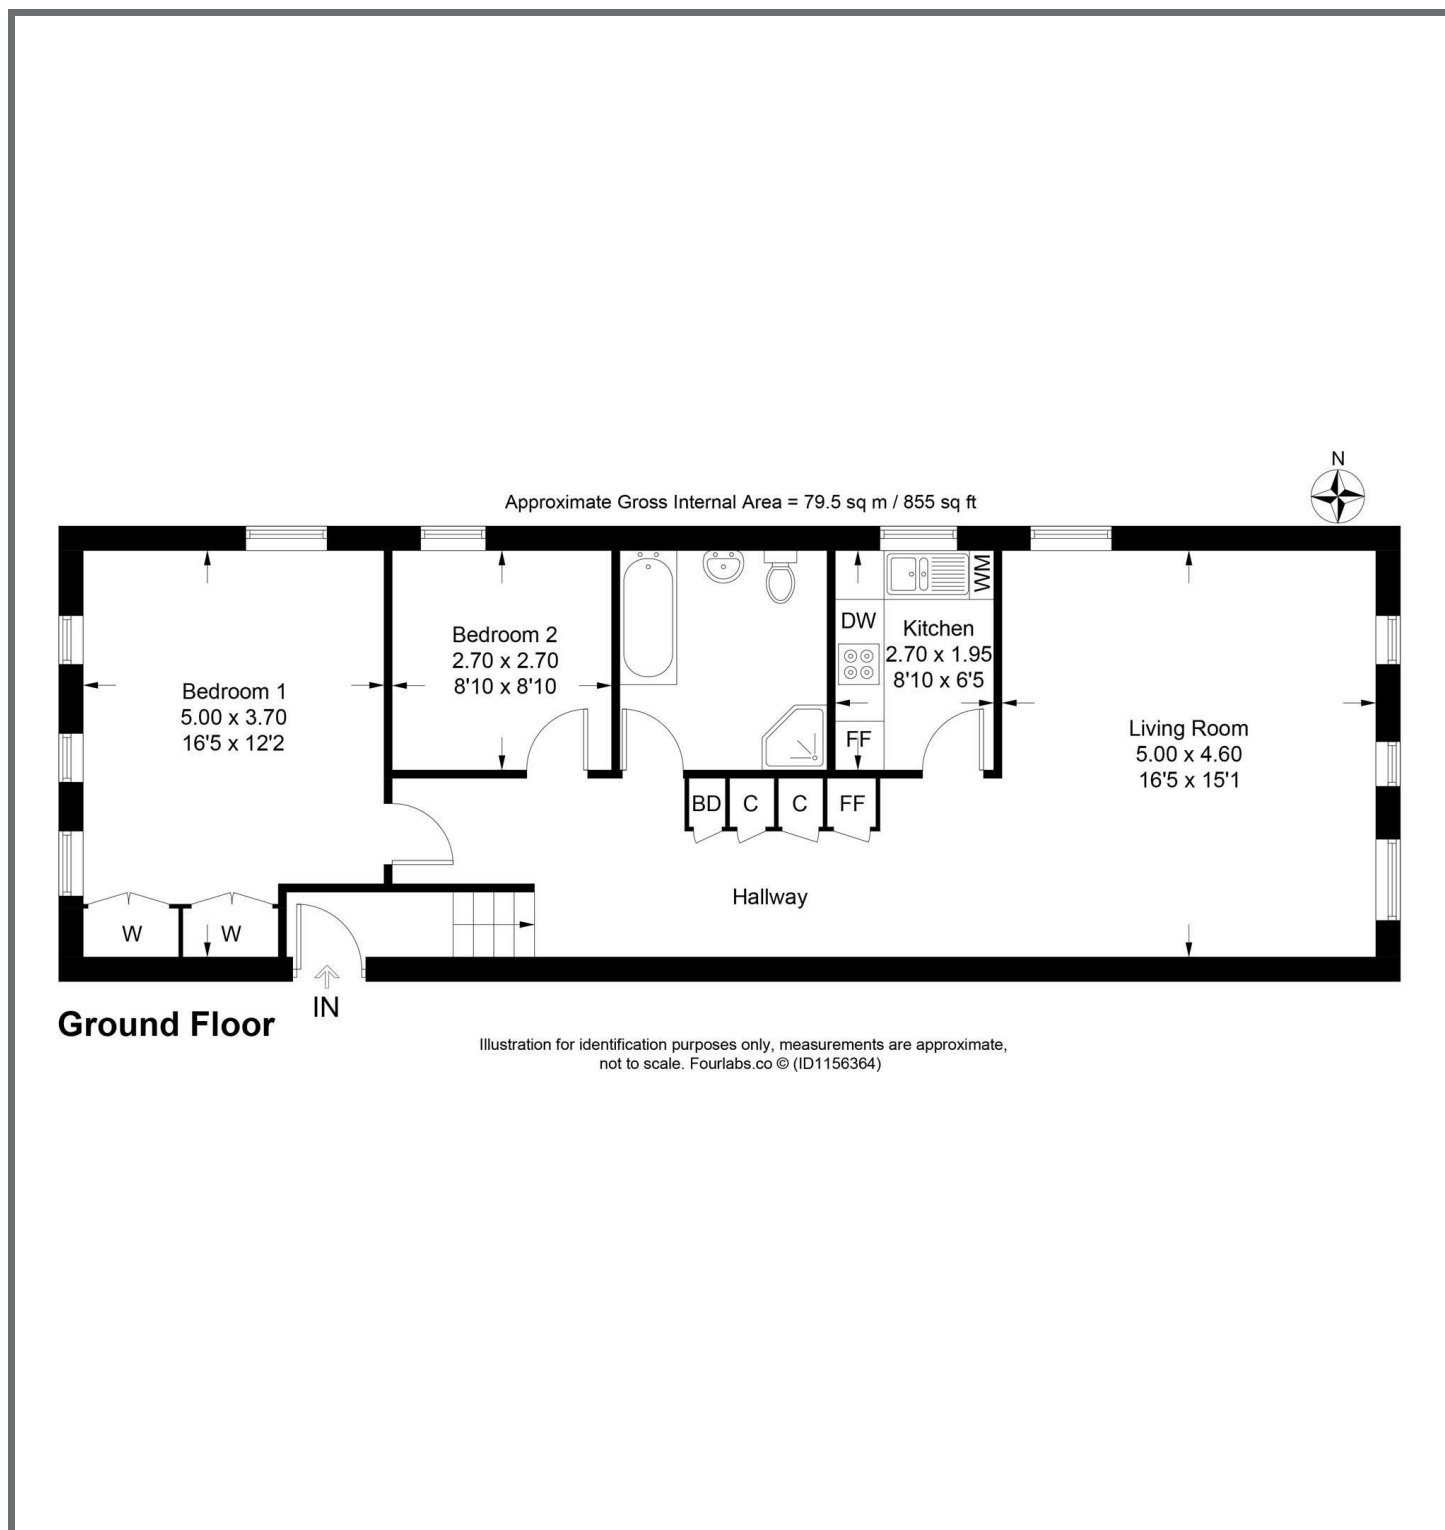 N
Approximate Gross Internal Area = 79.5 sq m / 855 sq ft
Bedroom 1
5.00 x 3.70
16'5 x 12'2
W
W
Bedroom 2
2.70 x 2.70
8'10 x 8'10
DW
WM
Kitchen
2.70 x 1.95
8'10 x 6'5
FF
Living Room
5.00 x 4.60
16'5 x 15'1
BD
C
C
FF
Hallway
IN
Ground Floor
Illustration for identification purposes only, measurements are approximate,
not to scale. Fourlabs.co © (ID1156364)